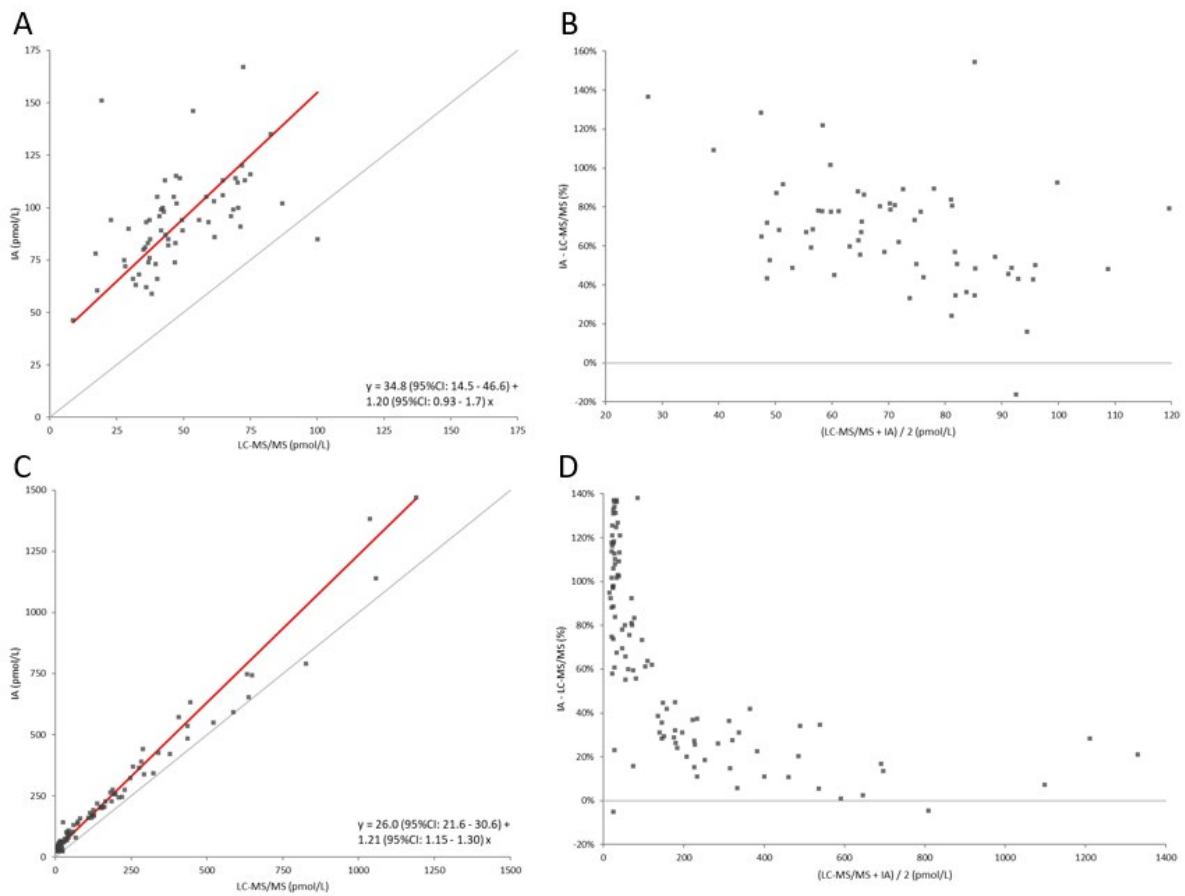 A
175
150
125
100
75
50
25
0
IA (pmol/L)
0 25 50 75 100 125 150 175
LC-MS/MS (pmol/L)
y = 34.8 (95%CI: 14.5 - 46.6) +
1.20 (95%CI: 0.93 - 1.7) x
B
160%
140%
120%
100%
80%
60%
40%
20%
0%
-20%
IA - LC-MS/MS (%)
20 30 40 50 60 70 80 90 100 110 120
(LC-MS/MS + IA) / 2 (pmol/L)
C
1500
1250
1000
750
500
250
0
IA (pmol/L)
0 250 500 750 1000 1250 1500
LC-MS/MS (pmol/L)
y = 26.0 (95%CI: 21.6 - 30.6) +
1.21 (95%CI: 1.15 - 1.30) x
D
140%
120%
100%
80%
60%
40%
20%
0%
-20%
IA - LC-MS/MS (%)
0 200 400 600 800 1000 1200 1400
(LC-MS/MS + IA) / 2 (pmol/L)